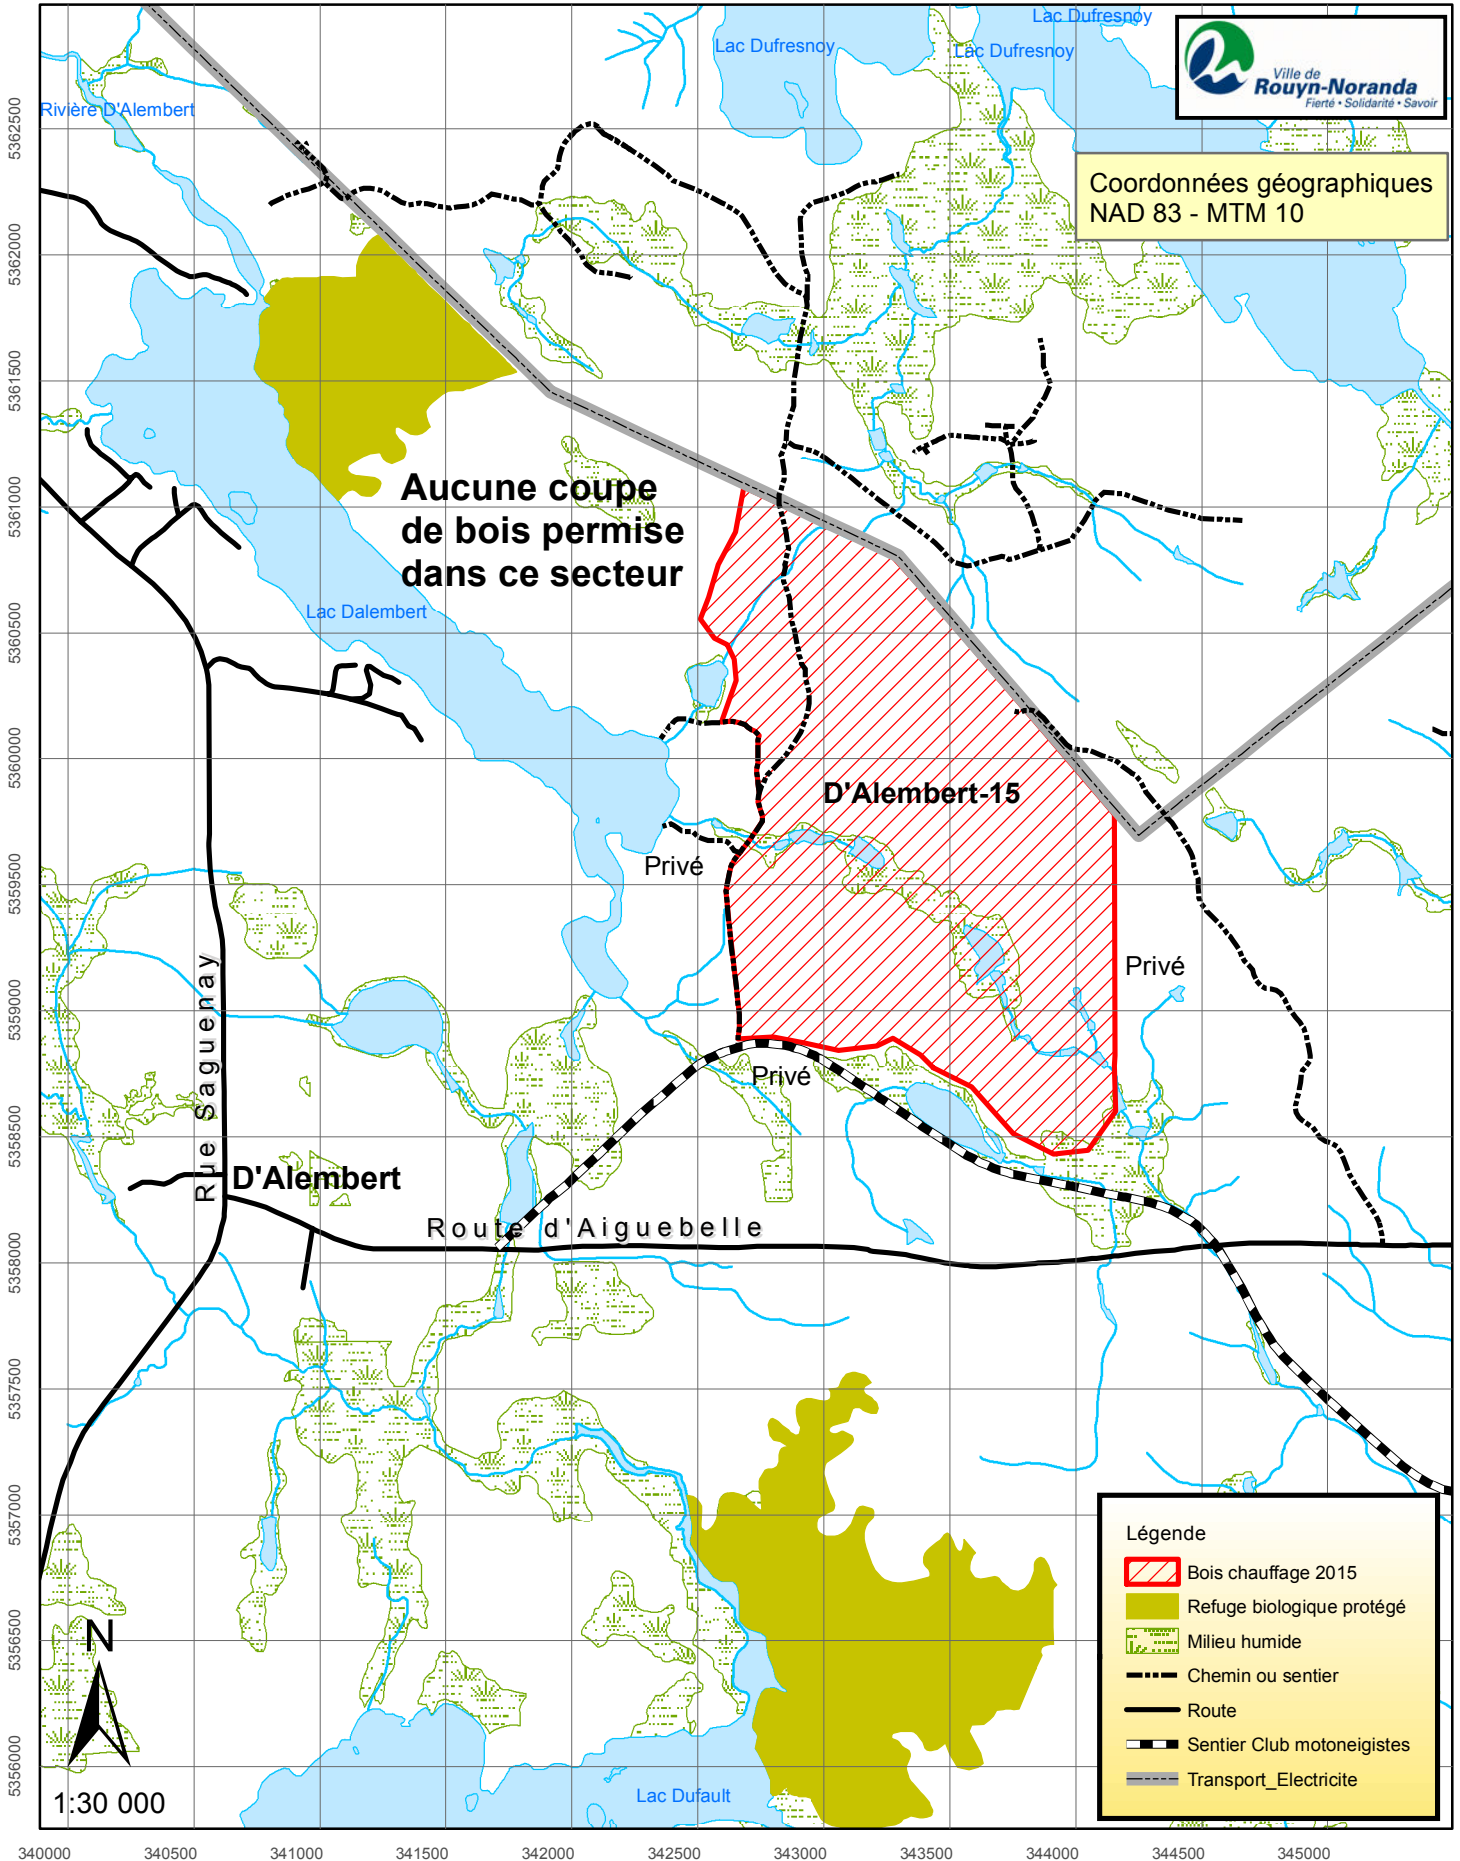 Lac Dufresnoy
Lac Dufresnoy
Lac Dufresnoy
Ville de
Rouyn-Noranda
Fierté • Solidarité • Savoir
Rivière D'Alembert
Coordonnées géographiques
NAD 83 - MTM 10
Aucune coupe
de bois permise
dans ce secteur
Lac Dalembert
D'Alembert-15
Privé
Privé
Privé
Rue Saguenay
D'Alembert
Route d'Aiguebelle
Lac Dufault
N
1:30 000
Légende
Bois chauffage 2015
Refuge biologique protégé
Milieu humide
Chemin ou sentier
Route
Sentier Club motoneigistes
Transport_Electricite
5362500
5362000
5361500
5361000
5360500
5360000
5359500
5359000
5358500
5358000
5357500
5357000
5356500
5356000
340000
340500
341000
341500
342000
342500
343000
343500
344000
344500
345000